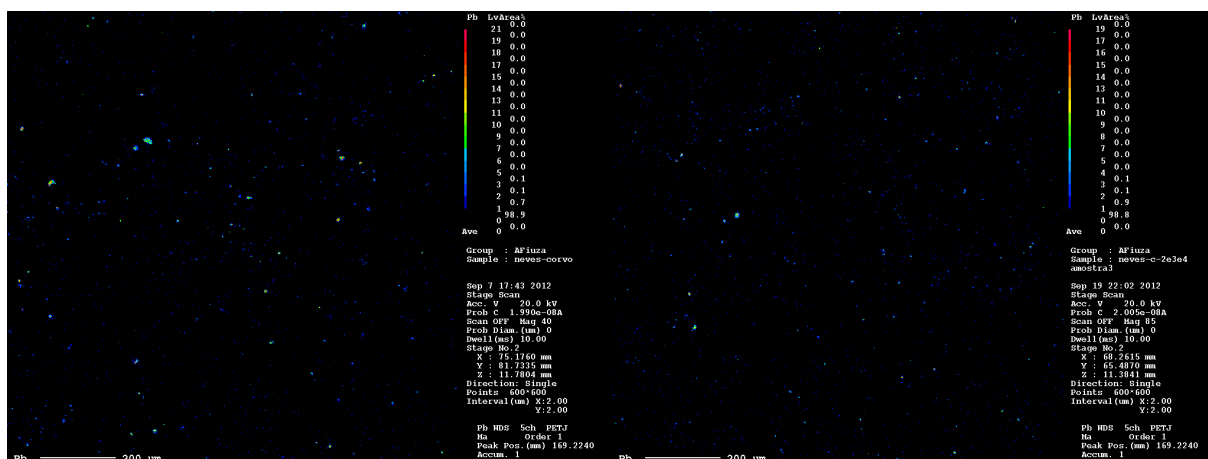 Pb LvArea%
0.0
21 0.0
19 0.0
18 0.0
17 0.0
15 0.0
14 0.0
13 0.0
11 0.0
10 0.0
9 0.0
7 0.0
6 0.0
5 0.0
3 0.1
2 0.1
1 0.7
0 98.9
Ave 0 0.0
Group : AFiuza
Sample : neves-corvo
Sep 7 17:43 2012
Stage Scan
Acc. V 20.0 kV
Prob C 1.990e-08A
Scan OFF Mag 40
Prob Diam.(um) 0
Dwell(ms) 10.00
Stage No.2
X : 75.1760 mm
Y : 81.7335 mm
Z : 11.7804 mm
Direction: Single
Points 600*600
Interval(um) X:2.00
Y:2.00
Pb WDS 5ch PETJ
Ma Order 1
Peak Pos.(mm) 169.2240
Accum. 1
Pb 200 um
Pb LvArea%
0.0
19 0.0
19 0.0
17 0.0
16 0.0
15 0.0
13 0.0
12 0.0
11 0.0
10 0.0
8 0.0
7 0.0
6 0.0
4 0.0
3 0.1
2 0.1
1 0.9
0 98.8
Ave 0 0.0
Group : AFiuza
Sample : neves-c-2e3e4
amostra3
Sep 19 22:02 2012
Stage Scan
Acc. V 20.0 kV
Prob C 2.005e-08A
Scan OFF Mag 85
Prob Diam.(um) 0
Dwell(ms) 10.00
Stage No.2
X : 68.2615 mm
Y : 65.4870 mm
Z : 11.3841 mm
Direction: Single
Points 600*600
Interval(um) X:2.00
Y:2.00
Pb WDS 5ch PETJ
Ma Order 1
Peak Pos.(mm) 169.2240
Accum. 1
Pb 200 um